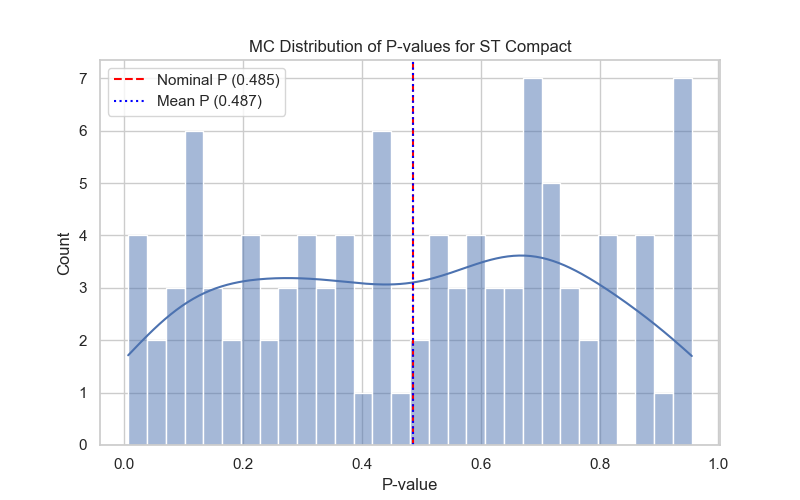 MC Distribution of P-values for ST Compact
Nominal P (0.485)
Mean P (0.487)
Count
7
6
5
4
3
2
1
0
0.0 0.2 0.4 0.6 0.8 1.0
P-value